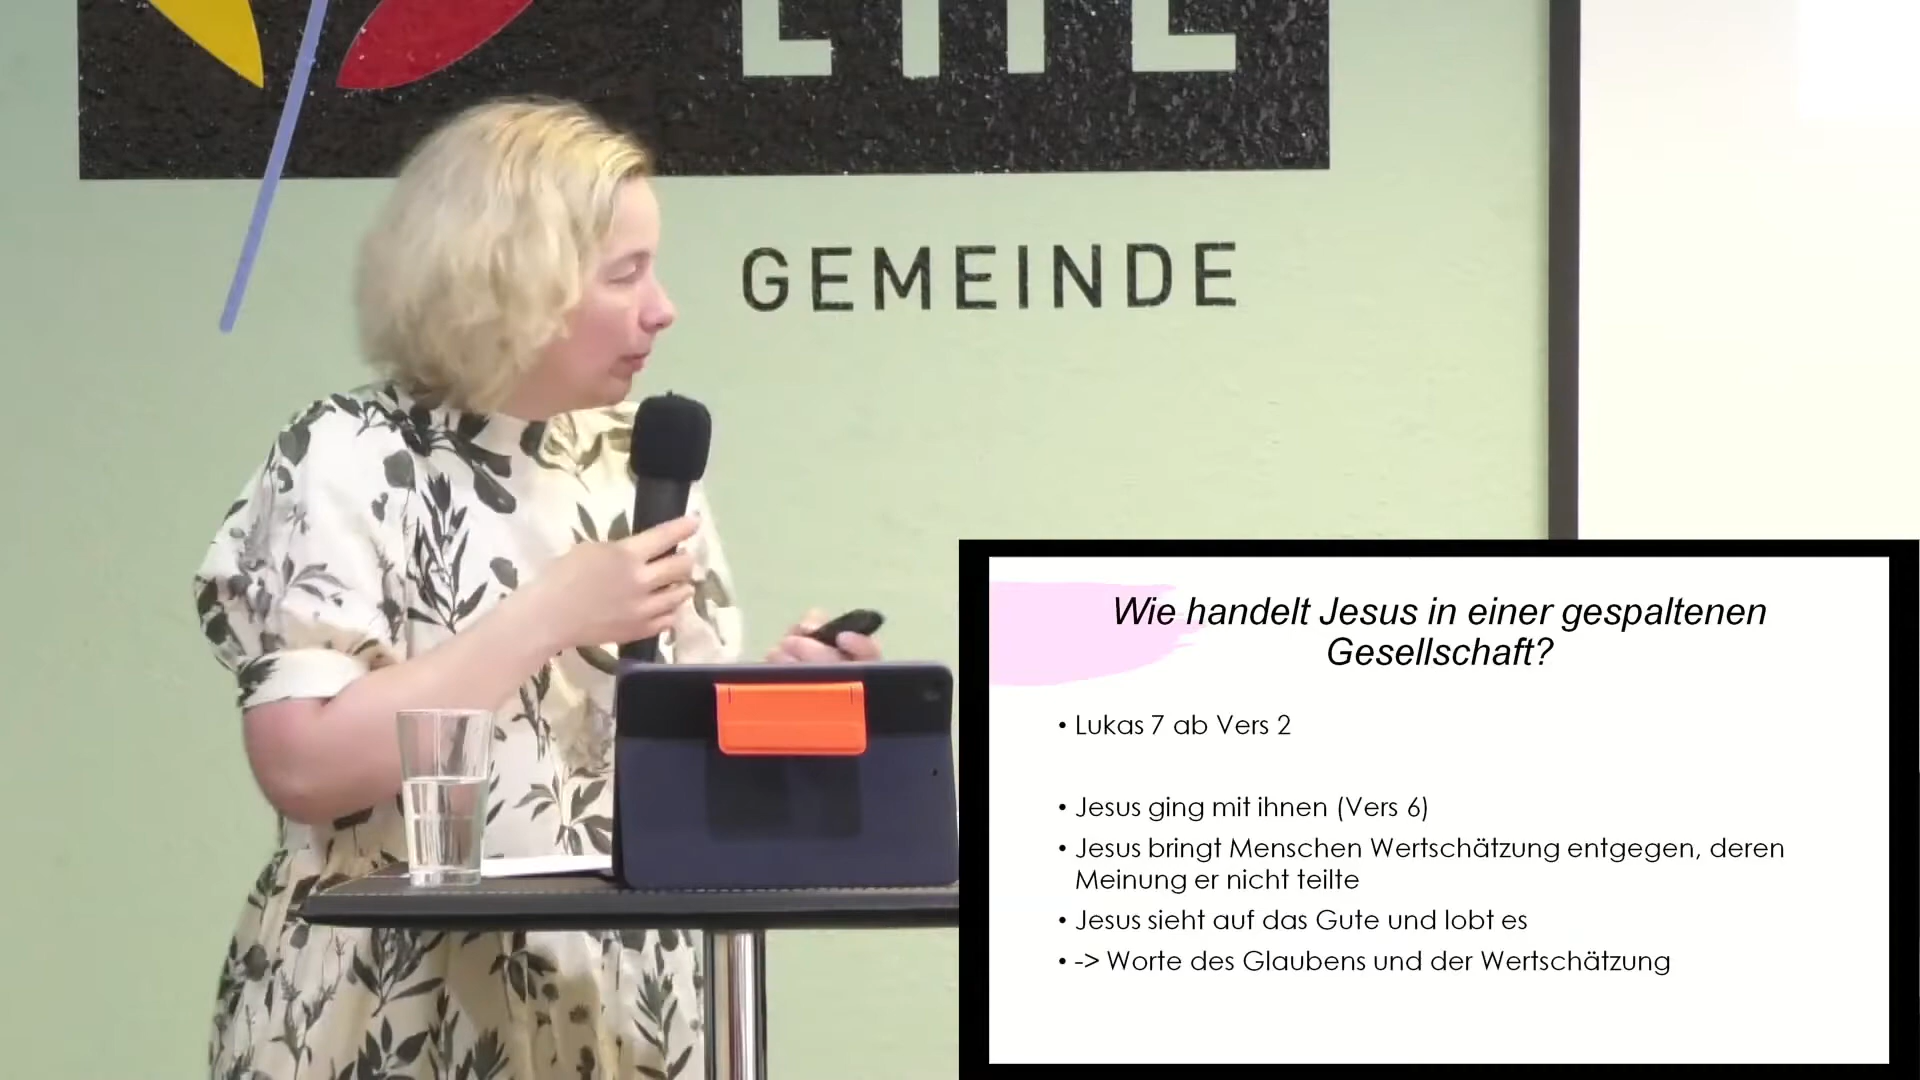 GEMEINDE
Wie handelt Jesus in einer gespaltenen
Gesellschaft?
• Lukas 7 ab Vers 2
• Jesus ging mit ihnen (Vers 6)
• Jesus bringt Menschen Wertschätzung entgegen, deren
Meinung er nicht teilte
• Jesus sieht auf das Gute und lobt es
• -> Worte des Glaubens und der Wertschätzung